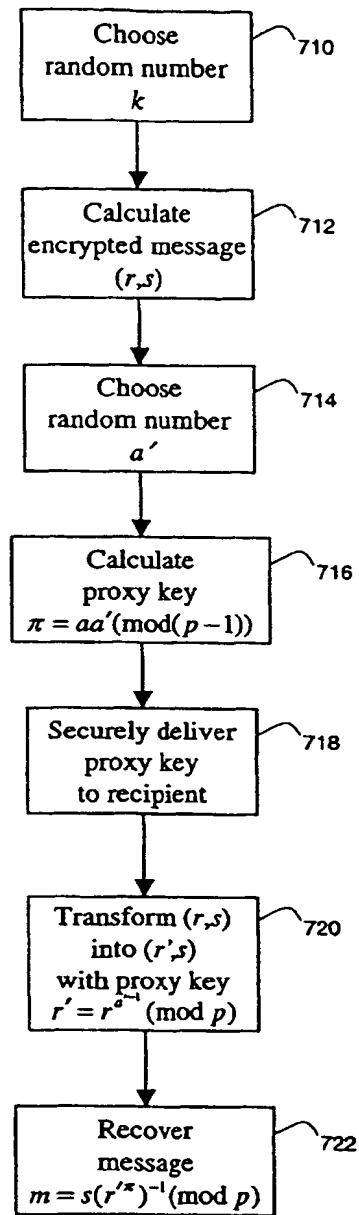 Choose
random number
k
710
Calculate
encrypted message
(r,s)
712
Choose
random number
a′
714
Calculate
proxy key
π = aa′(mod(p−1))
716
Securely deliver
proxy key
to recipient
718
Transform (r,s)
into (r',s)
with proxy key
r′ = r^{a′^{−1}} (mod p)
720
Recover
message
m = s(r′^π)^{−1}(mod p)
722